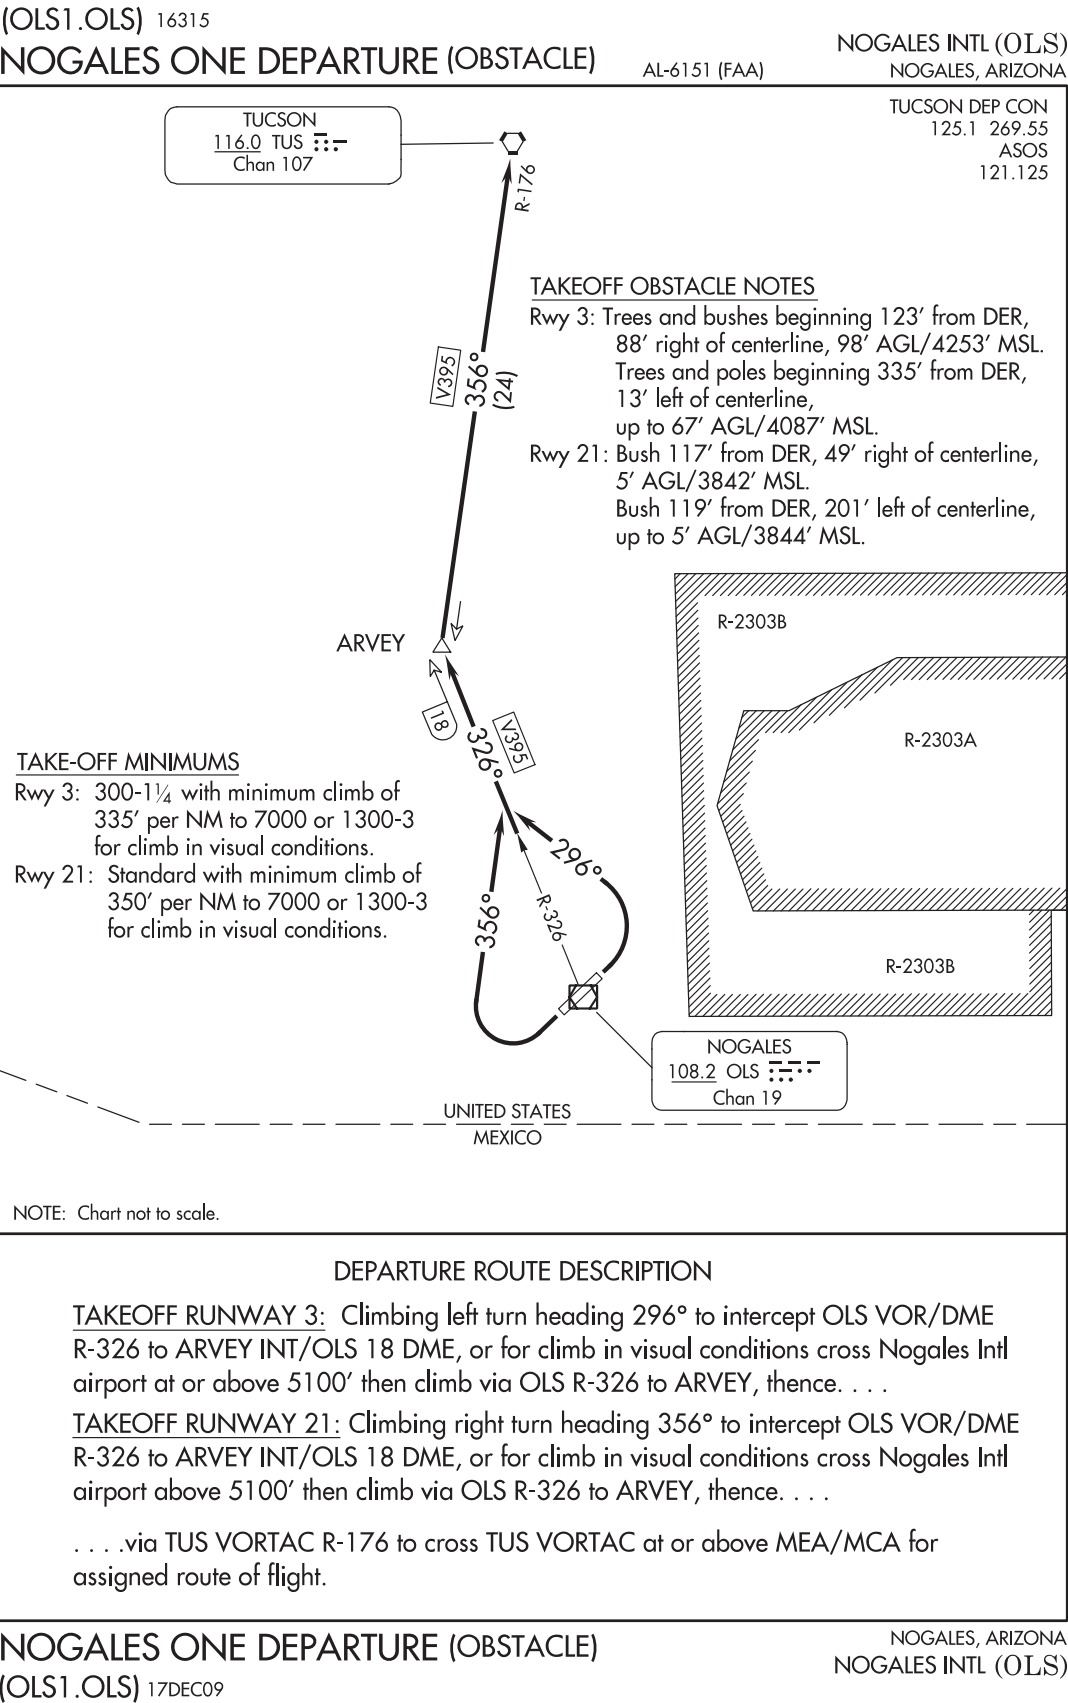 (OLS1.OLS) 16315
NOGALES ONE DEPARTURE (OBSTACLE)
AL-6151 (FAA)
NOGALES INTL (OLS)
NOGALES, ARIZONA
TUCSON
116.0 TUS
Chan 107
TUCSON DEP CON
125.1 269.55
ASOS
121.125
R-176
TAKEOFF OBSTACLE NOTES
Rwy 3: Trees and bushes beginning 123' from DER,
88' right of centerline, 98' AGL/4253' MSL.
Trees and poles beginning 335' from DER,
13' left of centerline,
up to 67' AGL/4087' MSL.
Rwy 21: Bush 117' from DER, 49' right of centerline,
5' AGL/3842' MSL.
Bush 119' from DER, 201' left of centerline,
up to 5' AGL/3844' MSL.
V395
356°
(24)
R-2303B
ARVEY
18
V395
326°
R-2303A
TAKE-OFF MINIMUMS
Rwy 3: 300-1¼ with minimum climb of
335' per NM to 7000 or 1300-3
for climb in visual conditions.
Rwy 21: Standard with minimum climb of
350' per NM to 7000 or 1300-3
for climb in visual conditions.
296°
356°
R-326
R-2303B
NOGALES
108.2 OLS
Chan 19
UNITED STATES
MEXICO
NOTE: Chart not to scale.
DEPARTURE ROUTE DESCRIPTION
TAKEOFF RUNWAY 3: Climbing left turn heading 296° to intercept OLS VOR/DME
R-326 to ARVEY INT/OLS 18 DME, or for climb in visual conditions cross Nogales Intl
airport at or above 5100' then climb via OLS R-326 to ARVEY, thence. . . .
TAKEOFF RUNWAY 21: Climbing right turn heading 356° to intercept OLS VOR/DME
R-326 to ARVEY INT/OLS 18 DME, or for climb in visual conditions cross Nogales Intl
airport above 5100' then climb via OLS R-326 to ARVEY, thence. . . .
. . . .via TUS VORTAC R-176 to cross TUS VORTAC at or above MEA/MCA for
assigned route of flight.
NOGALES ONE DEPARTURE (OBSTACLE)
(OLS1.OLS) 17DEC09
NOGALES, ARIZONA
NOGALES INTL (OLS)